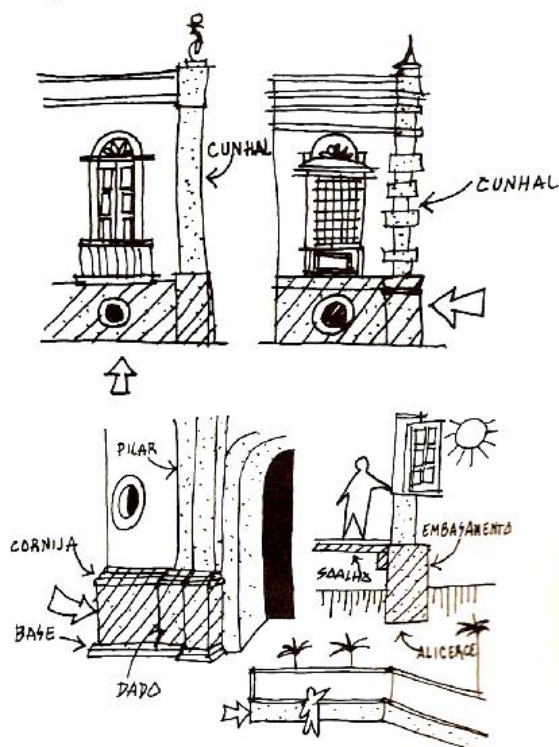 CUNHAL
CUNHAL
PILAR
CORNIJA
BASE
DADO
SOALHO
EMBASAMENTO
ALICERCE